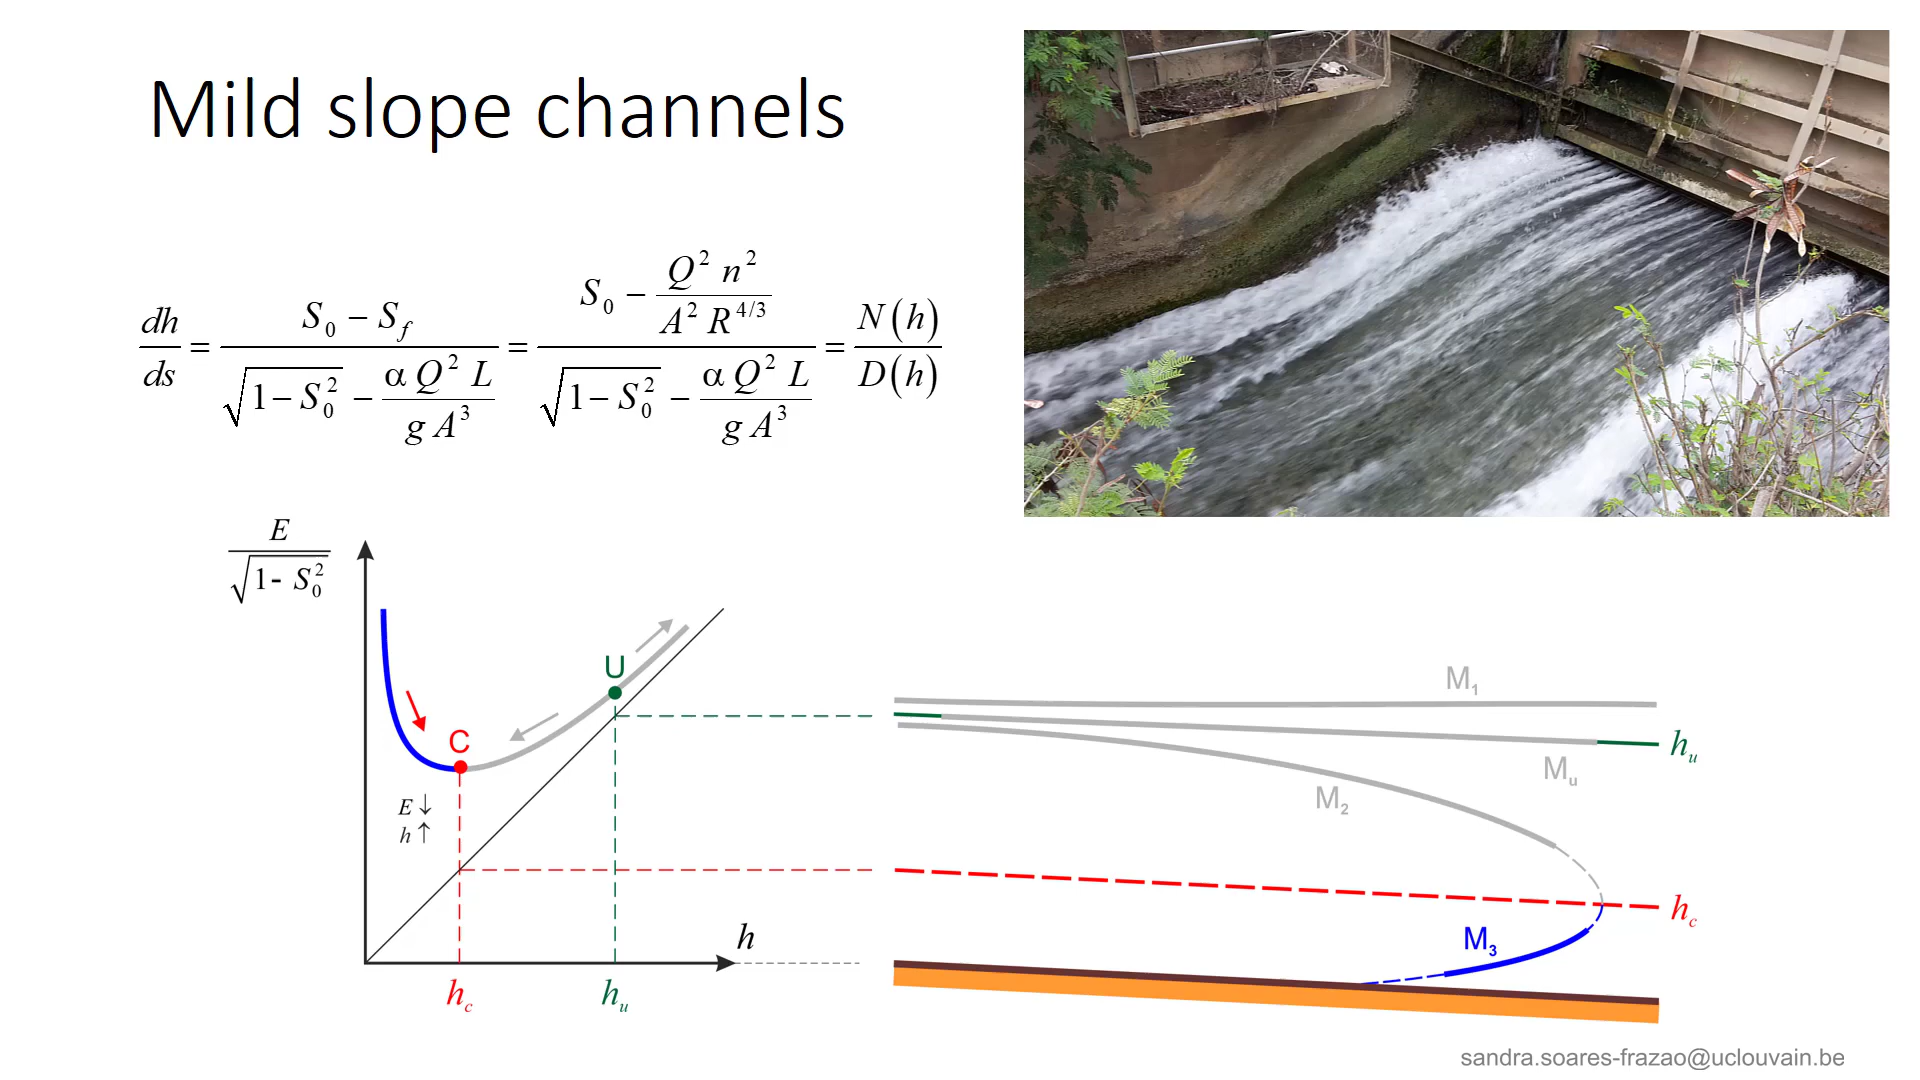 Mild slope channels
dh/ds = (S₀ − S_f) / (√(1−S₀²) − αQ²L/(gA³)) = (S₀ − Q²n²/(A²R^{4/3})) / (√(1−S₀²) − αQ²L/(gA³)) = N(h)/D(h)
E/√(1-S₀²)
U
C
E↓
h↑
h
h_c
h_u
M₁
h_u
M_u
M₂
h_c
M₃
sandra.soares-frazao@uclouvain.be